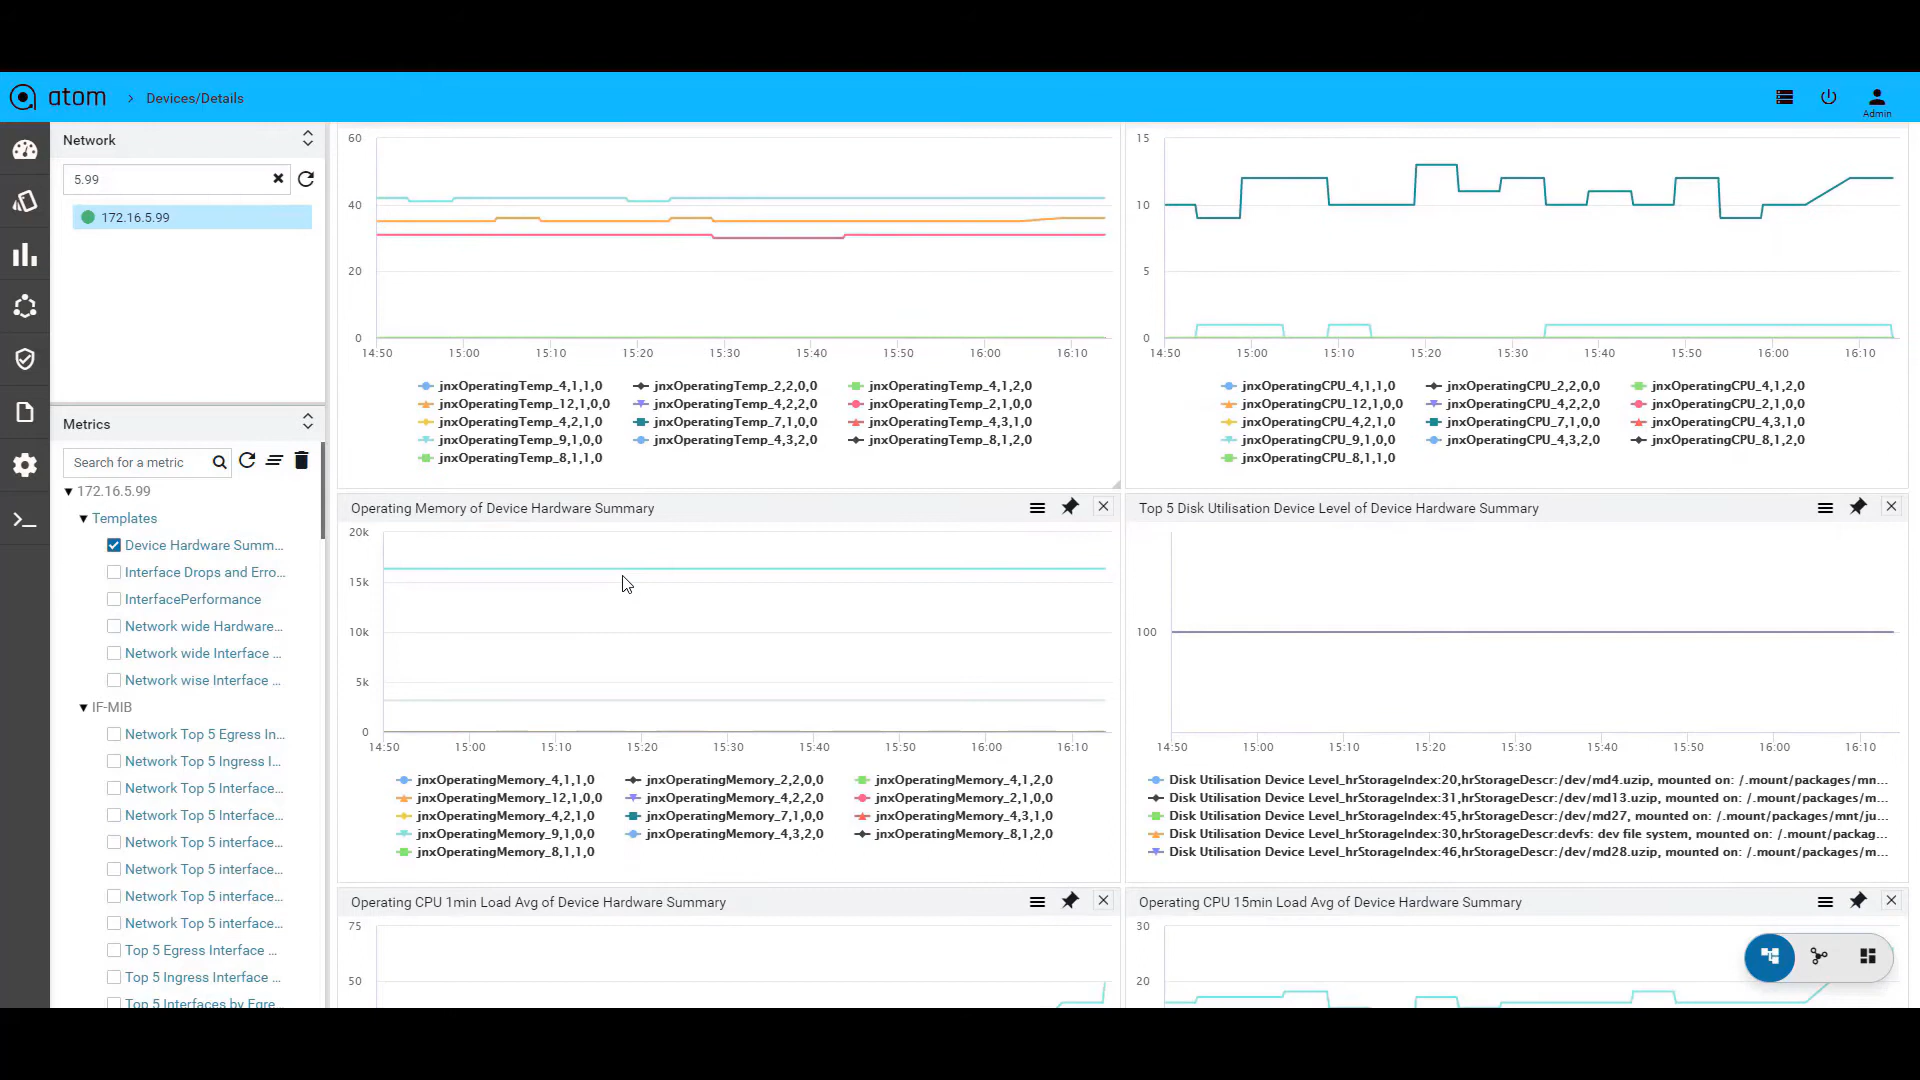 atom
Devices/Details
Admin
Network
5.99
172.16.5.99
Metrics
Search for a metric
172.16.5.99
Templates
Device Hardware Summ...
Interface Drops and Erro...
InterfacePerformance
Network wide Hardware...
Network wide Interface ...
Network wise Interface ...
IF-MIB
Network Top 5 Egress In...
Network Top 5 Ingress I...
Network Top 5 Interface...
Network Top 5 interface...
Network Top 5 interface...
Network Top 5 interface...
Network Top 5 interface...
Network Top 5 interface...
Top 5 Egress Interface ...
Top 5 Ingress Interface ...
Top 5 Interfaces by Egre...
60
40
20
0
14:50 15:00 15:10 15:20 15:30 15:40 15:50 16:00 16:10
jnxOperatingTemp_4,1,1,0 jnxOperatingTemp_2,2,0,0 jnxOperatingTemp_4,1,2,0
jnxOperatingTemp_12,1,0,0 jnxOperatingTemp_4,2,2,0 jnxOperatingTemp_2,1,0,0
jnxOperatingTemp_4,2,1,0 jnxOperatingTemp_7,1,0,0 jnxOperatingTemp_4,3,1,0
jnxOperatingTemp_9,1,0,0 jnxOperatingTemp_4,3,2,0 jnxOperatingTemp_8,1,2,0
jnxOperatingTemp_8,1,1,0
15
10
5
0
14:50 15:00 15:10 15:20 15:30 15:40 15:50 16:00 16:10
jnxOperatingCPU_4,1,1,0 jnxOperatingCPU_2,2,0,0 jnxOperatingCPU_4,1,2,0
jnxOperatingCPU_12,1,0,0 jnxOperatingCPU_4,2,2,0 jnxOperatingCPU_2,1,0,0
jnxOperatingCPU_4,2,1,0 jnxOperatingCPU_7,1,0,0 jnxOperatingCPU_4,3,1,0
jnxOperatingCPU_9,1,0,0 jnxOperatingCPU_4,3,2,0 jnxOperatingCPU_8,1,2,0
jnxOperatingCPU_8,1,1,0
Operating Memory of Device Hardware Summary
20k
15k
10k
5k
0
14:50 15:00 15:10 15:20 15:30 15:40 15:50 16:00 16:10
jnxOperatingMemory_4,1,1,0 jnxOperatingMemory_2,2,0,0 jnxOperatingMemory_4,1,2,0
jnxOperatingMemory_12,1,0,0 jnxOperatingMemory_4,2,2,0 jnxOperatingMemory_2,1,0,0
jnxOperatingMemory_4,2,1,0 jnxOperatingMemory_7,1,0,0 jnxOperatingMemory_4,3,1,0
jnxOperatingMemory_9,1,0,0 jnxOperatingMemory_4,3,2,0 jnxOperatingMemory_8,1,2,0
jnxOperatingMemory_8,1,1,0
Top 5 Disk Utilisation Device Level of Device Hardware Summary
100
14:50 15:00 15:10 15:20 15:30 15:40 15:50 16:00 16:10
Disk Utilisation Device Level_hrStorageIndex:20,hrStorageDescr:/dev/md4.uzip, mounted on: /.mount/packages/mn...
Disk Utilisation Device Level_hrStorageIndex:31,hrStorageDescr:/dev/md13.uzip, mounted on: /.mount/packages/m...
Disk Utilisation Device Level_hrStorageIndex:45,hrStorageDescr:/dev/md27, mounted on: /.mount/packages/mnt/ju...
Disk Utilisation Device Level_hrStorageIndex:30,hrStorageDescr:devfs: dev file system, mounted on: /.mount/packag...
Disk Utilisation Device Level_hrStorageIndex:46,hrStorageDescr:/dev/md28.uzip, mounted on: /.mount/packages/m...
Operating CPU 1min Load Avg of Device Hardware Summary
75
50
Operating CPU 15min Load Avg of Device Hardware Summary
30
20